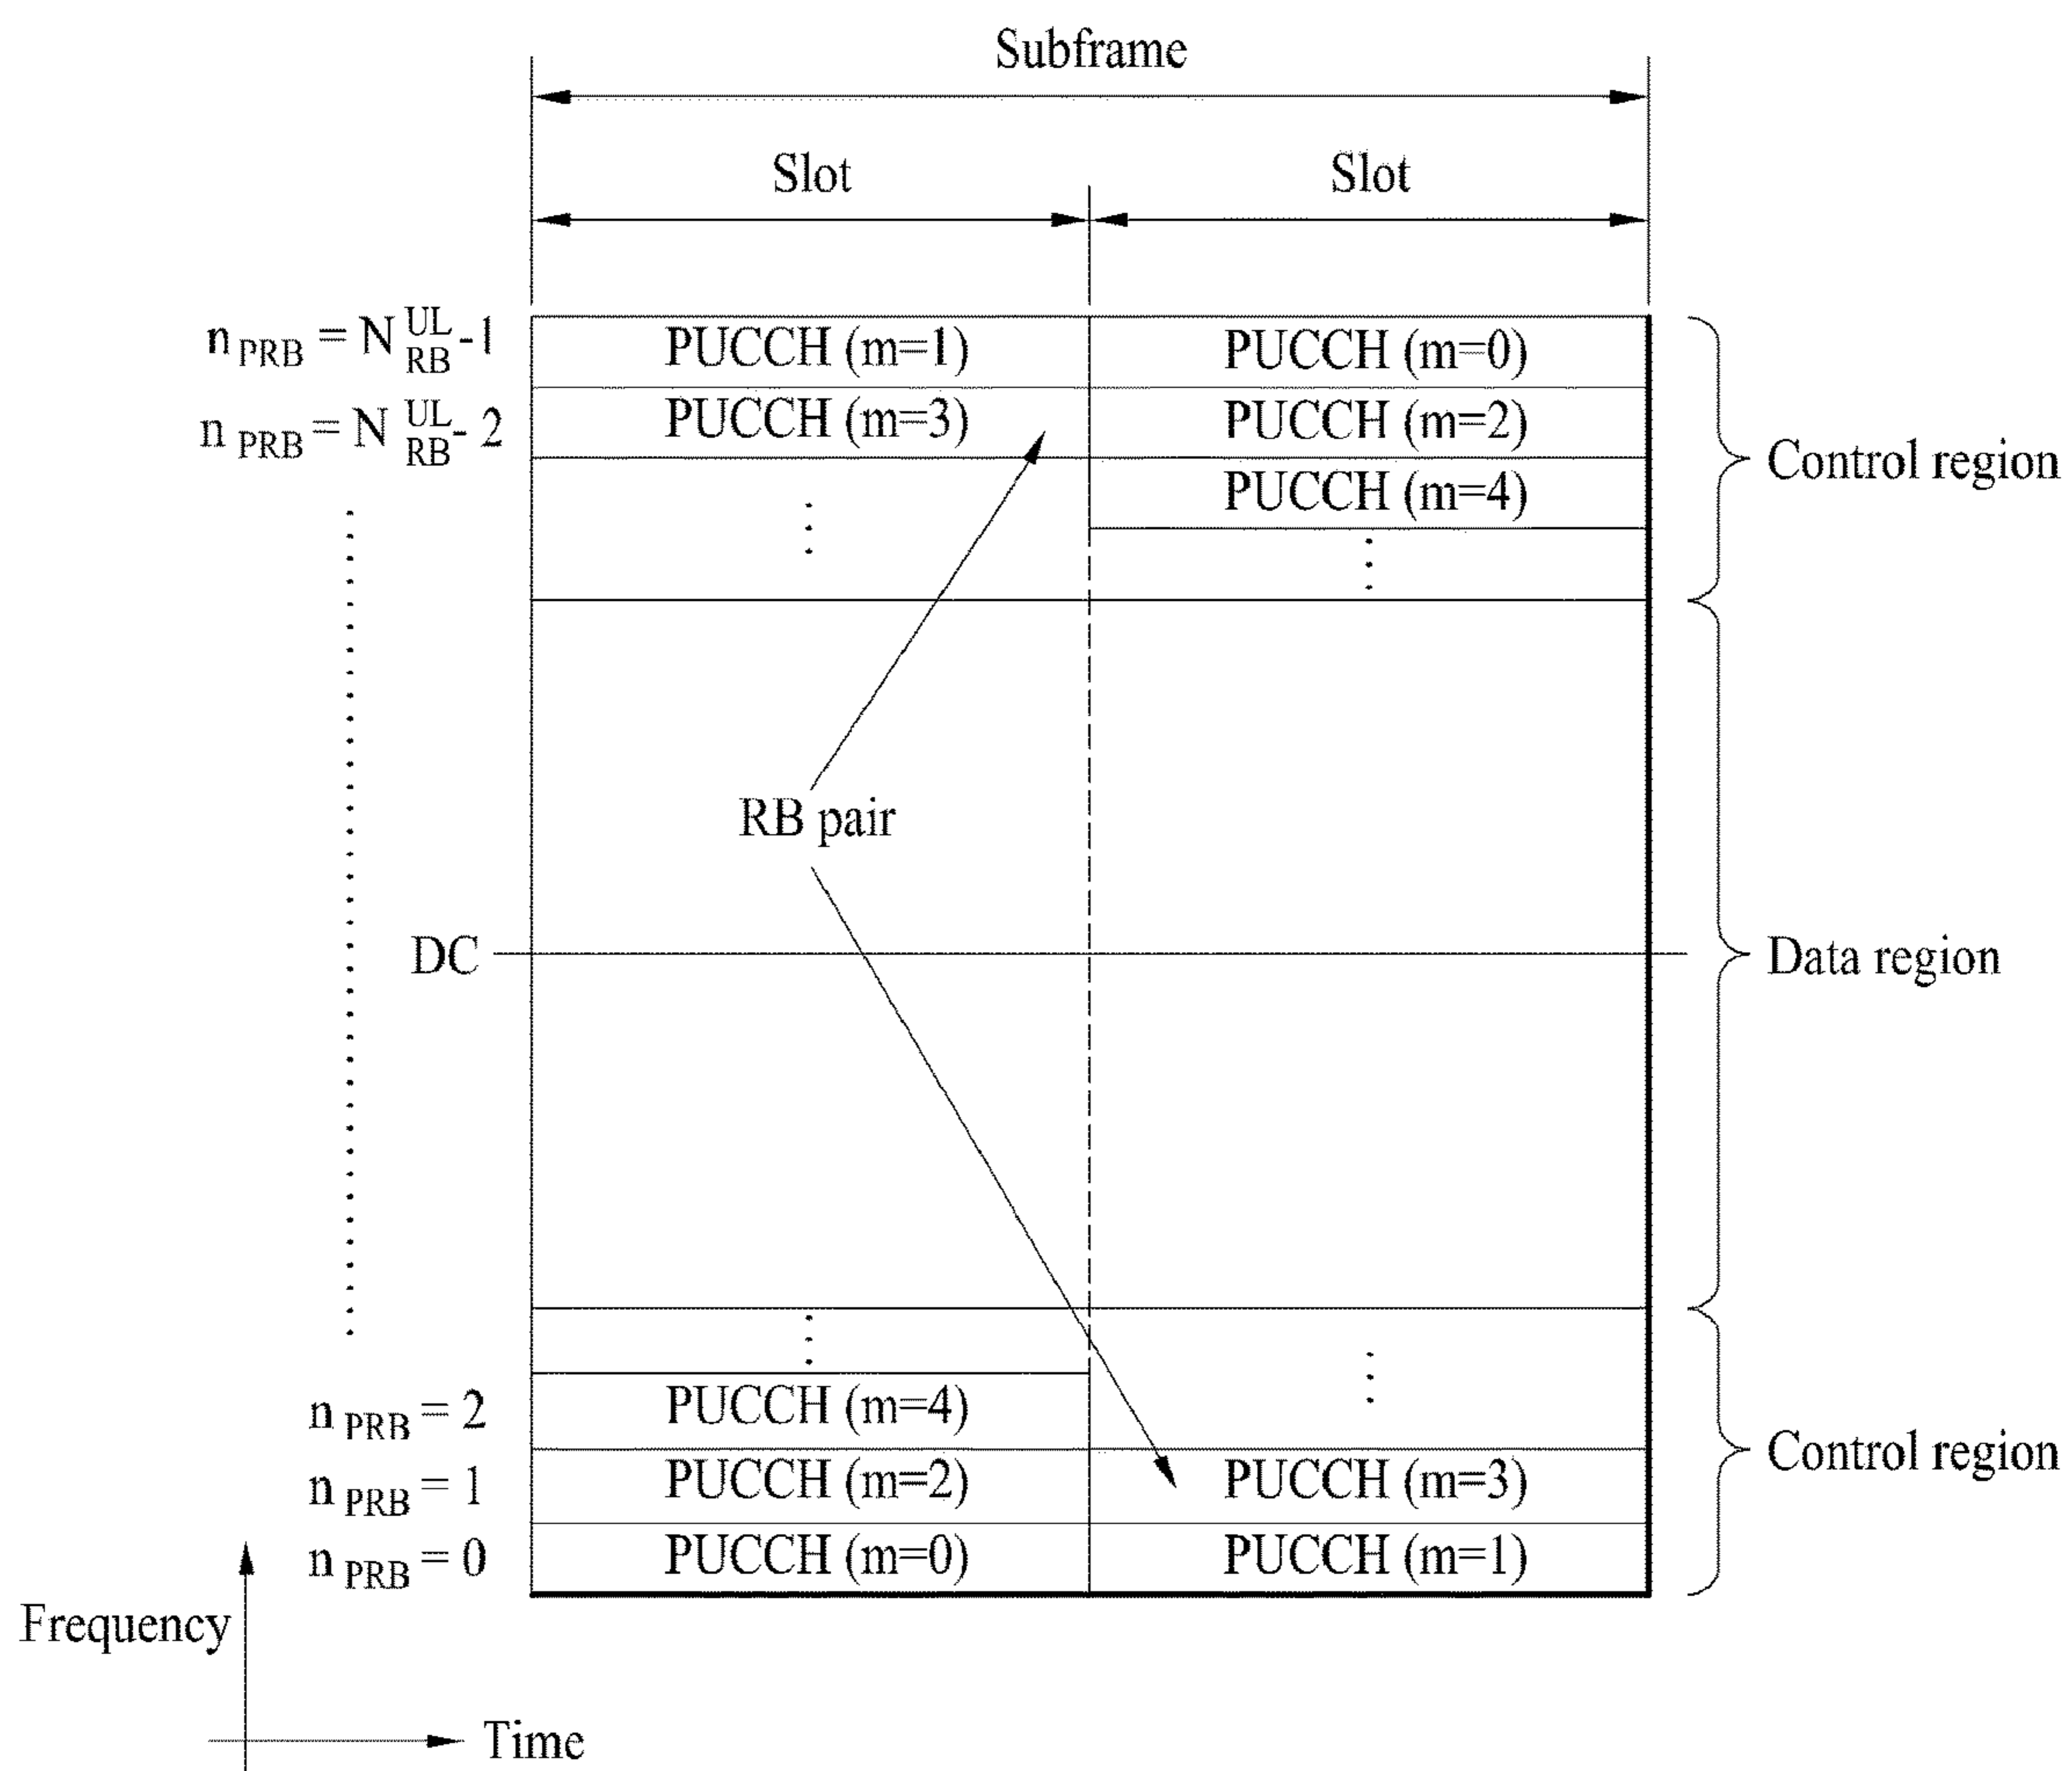 Subframe
Slot Slot
n PRB = N UL RB -1 PUCCH (m=1) PUCCH (m=0)
n PRB = N UL RB - 2 PUCCH (m=3) PUCCH (m=2)
PUCCH (m=4)
Control region
RB pair
DC
Data region
n PRB = 2 PUCCH (m=4)
n PRB = 1 PUCCH (m=2) PUCCH (m=3)
Control region
n PRB = 0 PUCCH (m=0) PUCCH (m=1)
Frequency
Time